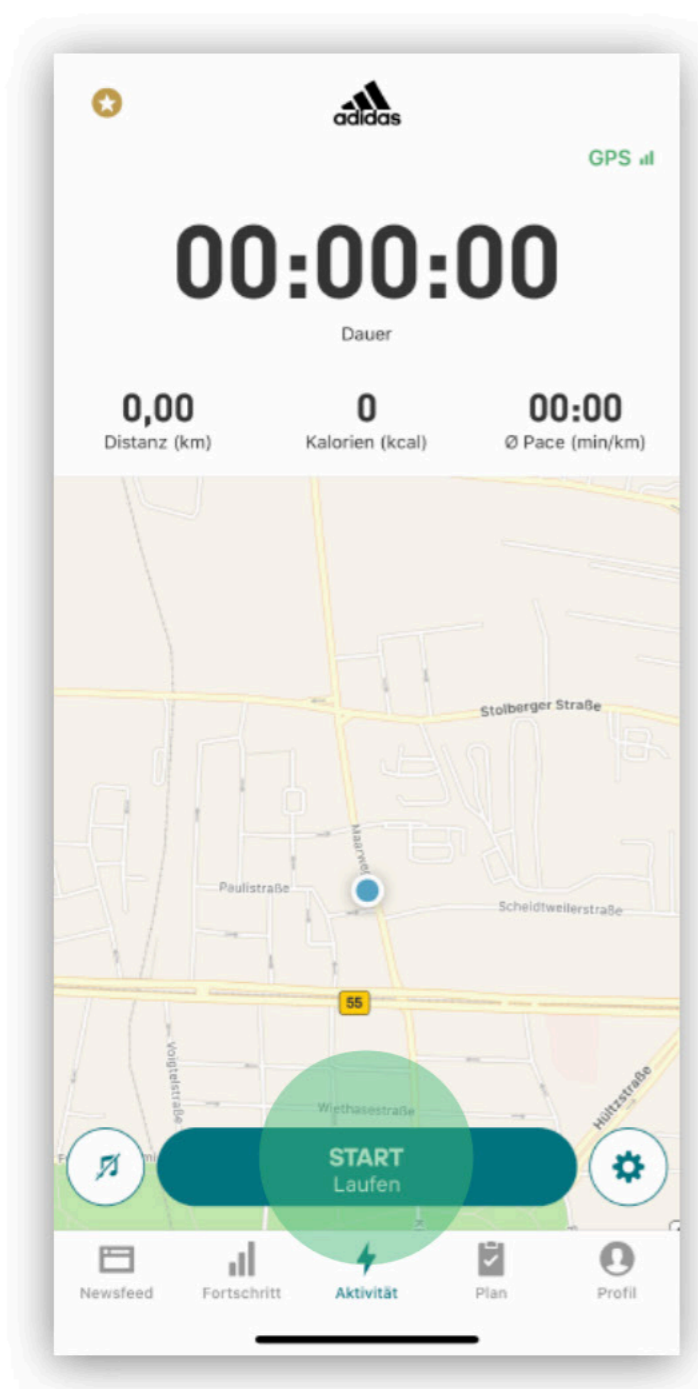 adidas
GPS
00:00:00
Dauer
0,00
0
00:00
Distanz (km)
Kalorien (kcal)
Ø Pace (min/km)
Stolberger Straße
Maarweg
Paulistraße
Scheidtweilerstraße
55
Voigtelstraße
Wiethasestraße
Hültzstraße
START
Laufen
Newsfeed
Fortschritt
Aktivität
Plan
Profil